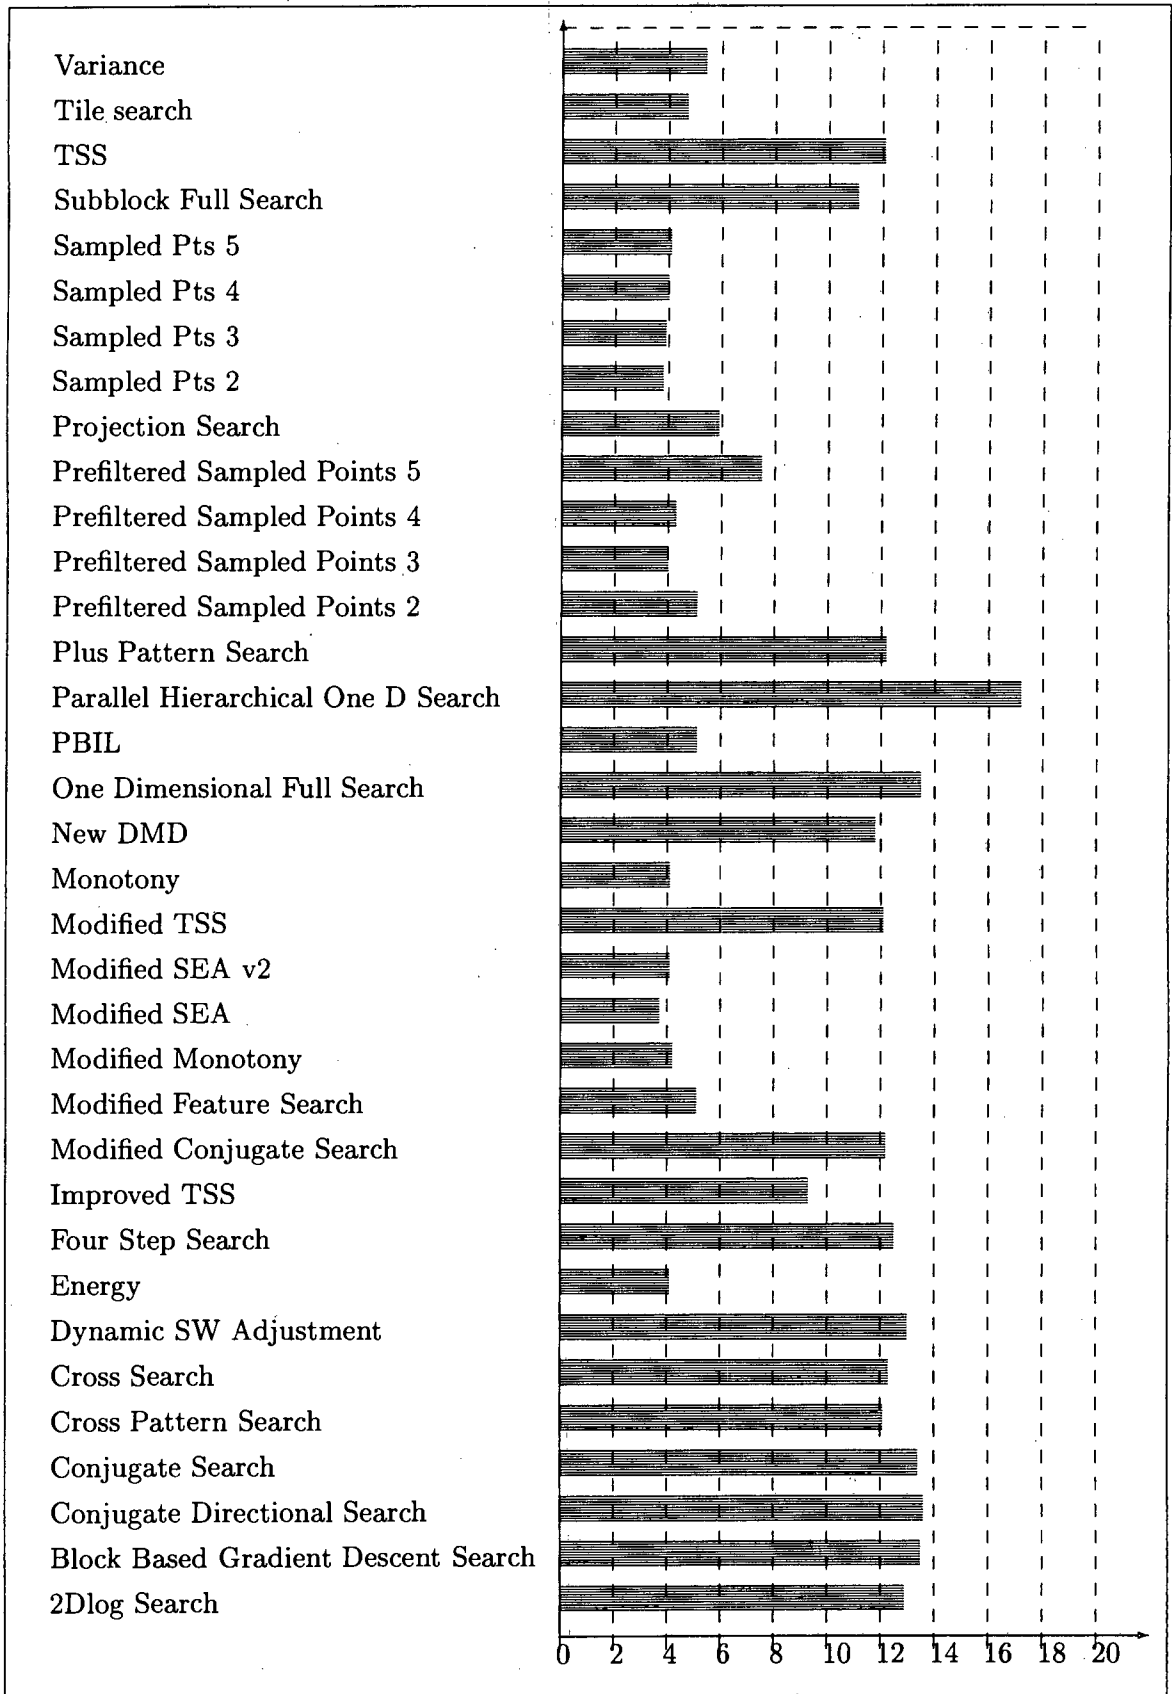 Variance
Tile search
TSS
Subblock Full Search
Sampled Pts 5
Sampled Pts 4
Sampled Pts 3
Sampled Pts 2
Projection Search
Prefiltered Sampled Points 5
Prefiltered Sampled Points 4
Prefiltered Sampled Points 3
Prefiltered Sampled Points 2
Plus Pattern Search
Parallel Hierarchical One D Search
PBIL
One Dimensional Full Search
New DMD
Monotony
Modified TSS
Modified SEA v2
Modified SEA
Modified Monotony
Modified Feature Search
Modified Conjugate Search
Improved TSS
Four Step Search
Energy
Dynamic SW Adjustment
Cross Search
Cross Pattern Search
Conjugate Search
Conjugate Directional Search
Block Based Gradient Descent Search
2Dlog Search
0 2 4 6 8 10 12 14 16 18 20